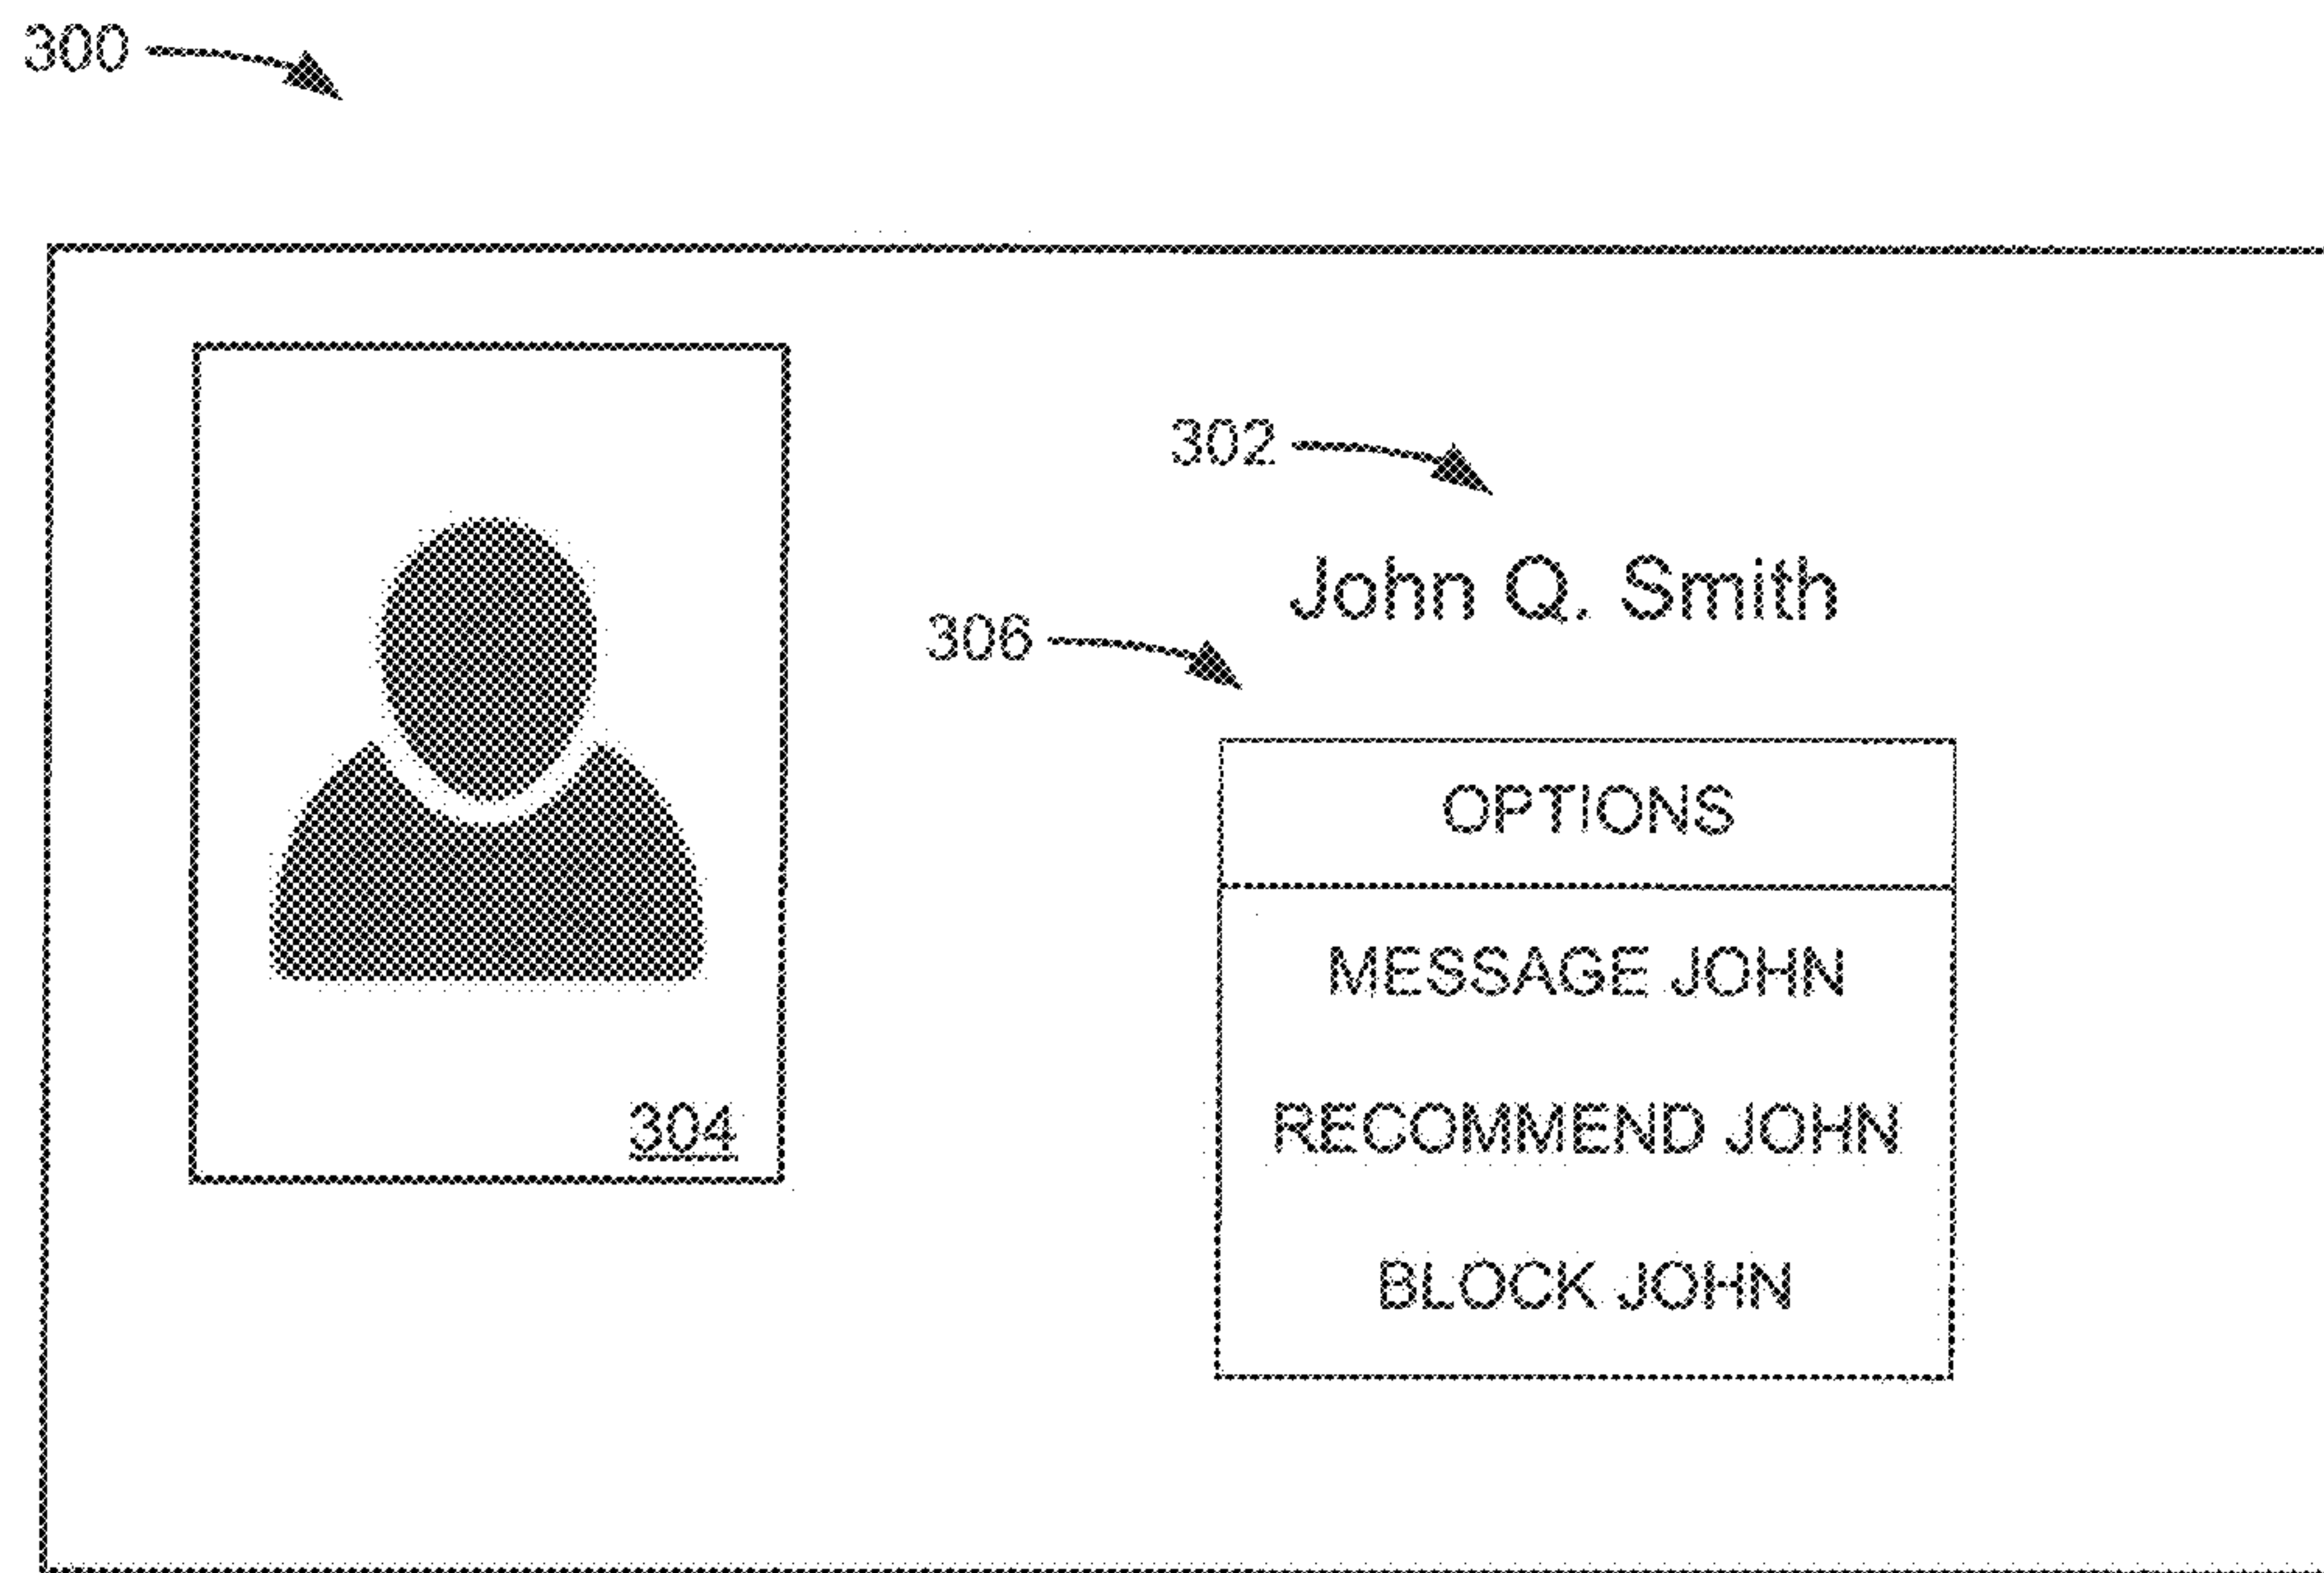 300
302
John Q. Smith
306
OPTIONS
MESSAGE JOHN
RECOMMEND JOHN
BLOCK JOHN
304